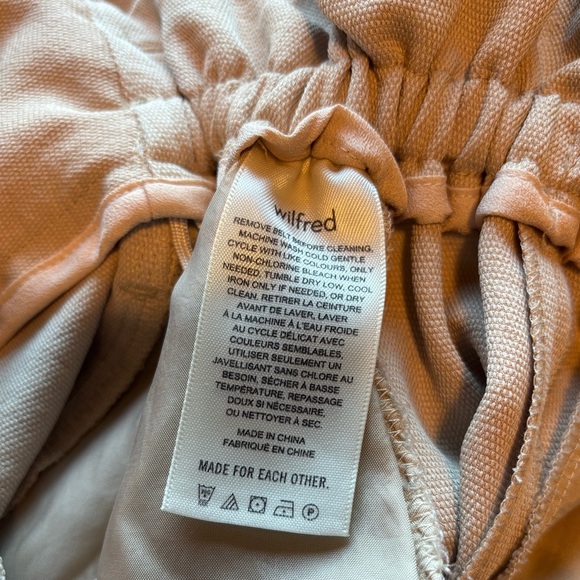 wilfred
REMOVE BELT BEFORE CLEANING.
MACHINE WASH COLD GENTLE
CYCLE WITH LIKE COLOURS, ONLY
NON-CHLORINE BLEACH WHEN
NEEDED, TUMBLE DRY LOW, COOL
IRON ONLY IF NEEDED, OR DRY
CLEAN. RETIRER LA CEINTURE
AVANT DE LAVER, LAVER
À LA MACHINE À L'EAU FROIDE
AU CYCLE DÉLICAT AVEC
COULEURS SEMBLABLES,
UTILISER SEULEMENT UN
JAVELLISANT SANS CHLORE AU
BESOIN, SÉCHER À BASSE
TEMPÉRATURE, REPASSAGE
DOUX SI NÉCESSAIRE,
OU NETTOYER À SEC.
MADE IN CHINA
FABRIQUÉ EN CHINE
MADE FOR EACH OTHER.
P